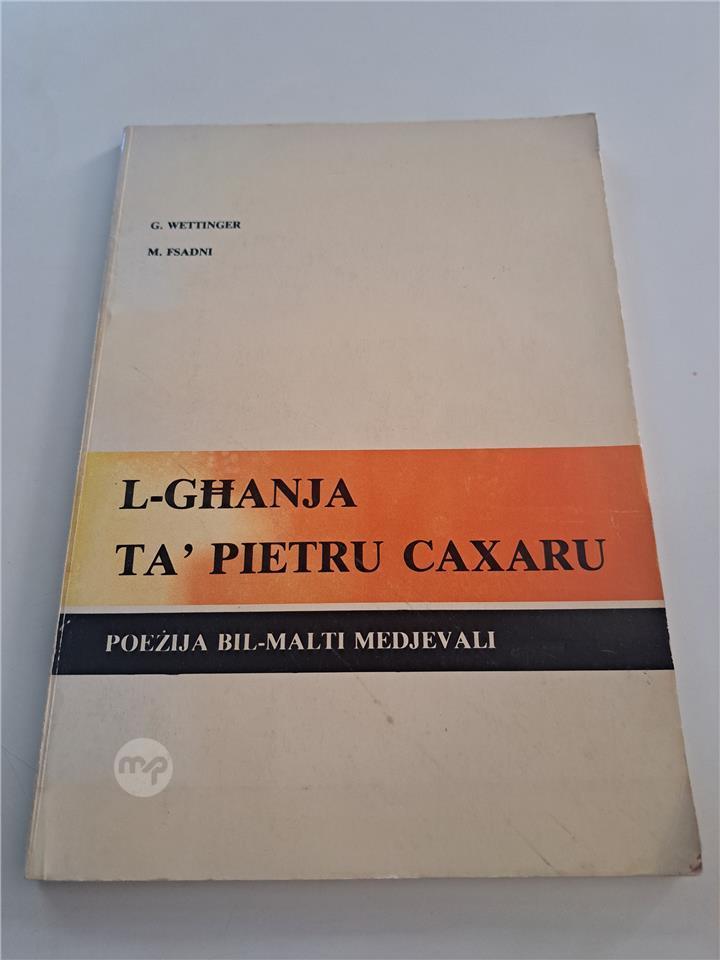 G. WETTINGER
M. FSADNI
L-GĦANJA
TA' PIETRU CAXARU
POEŻIJA BIL-MALTI MEDJEVALI
mp